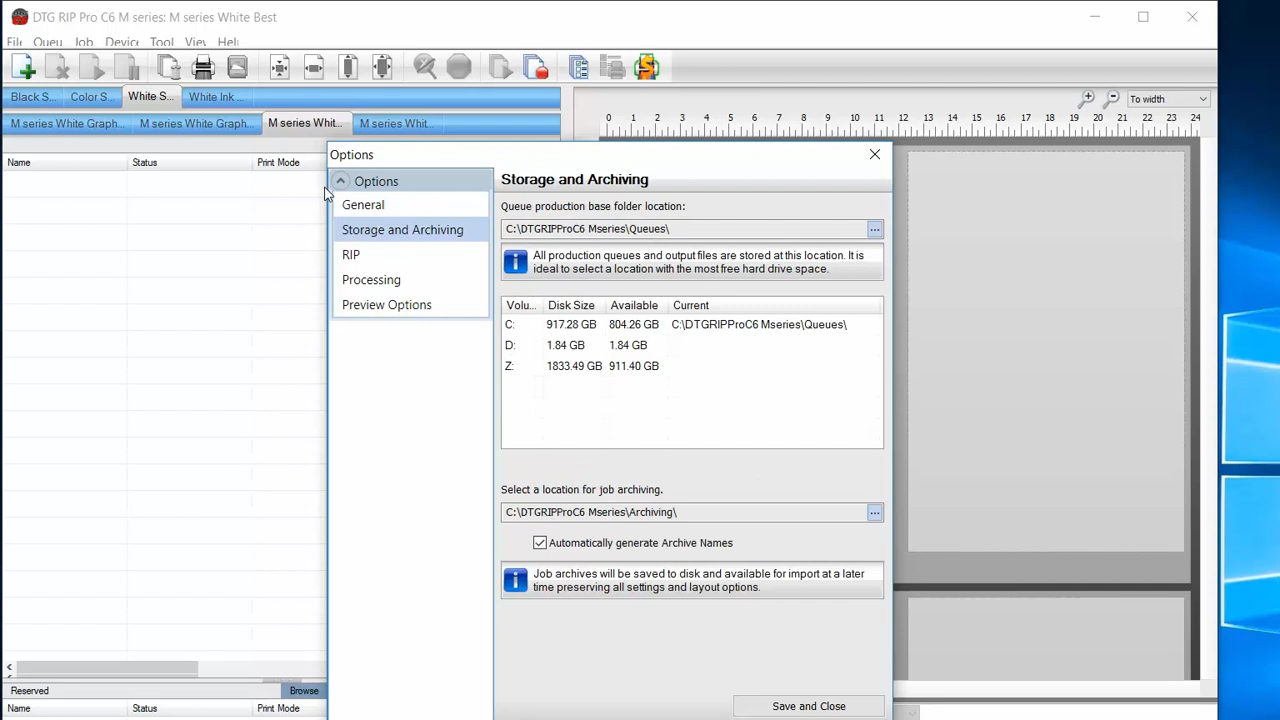 DTG RIP Pro C6 M series: M series White Best
Fil Queu Job Device Tool Viev Hel
Black S... Color S... White S... White Ink ...
To width
M series White Graph... M series White Graph... M series Whit... M series Whit...
0 1 2 3 4 5 6 7 8 9 10 11 12 13 14 15 16 17 18 19 20 21 22 23 24
Name Status Print Mode
Options
Options
General
Storage and Archiving
RIP
Processing
Preview Options
Storage and Archiving
Queue production base folder location:
C:\DTGRIPProC6 Mseries\Queues\ ...
All production queues and output files are stored at this location. It is
ideal to select a location with the most free hard drive space.
Volu... Disk Size Available Current
C: 917.28 GB 804.26 GB C:\DTGRIPProC6 Mseries\Queues\
D: 1.84 GB 1.84 GB
Z: 1833.49 GB 911.40 GB
Select a location for job archiving.
C:\DTGRIPProC6 Mseries\Archiving\ ...
Automatically generate Archive Names
Job archives will be saved to disk and available for import at a later
time preserving all settings and layout options.
Save and Close
Reserved Browse
Name Status Print Mode